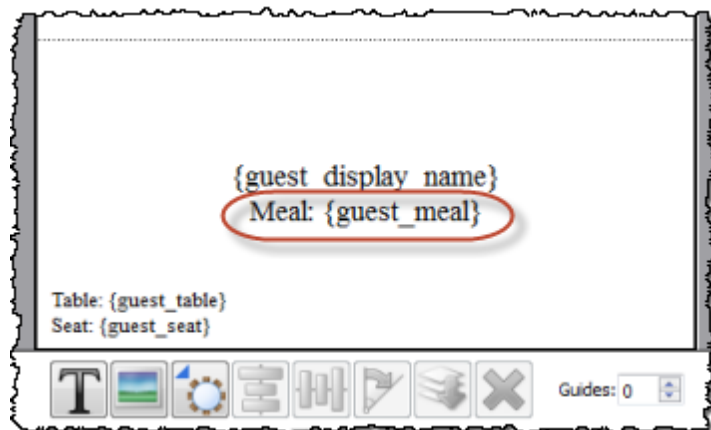 {guest_display_name}
Meal: {guest_meal}
Table: {guest_table}
Seat: {guest_seat}
T
Guides: 0